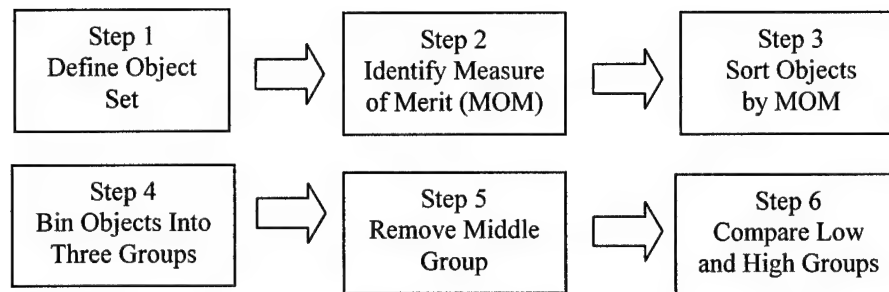 Step 1
Define Object
Set
Step 2
Identify Measure
of Merit (MOM)
Step 3
Sort Objects
by MOM
Step 4
Bin Objects Into
Three Groups
Step 5
Remove Middle
Group
Step 6
Compare Low
and High Groups